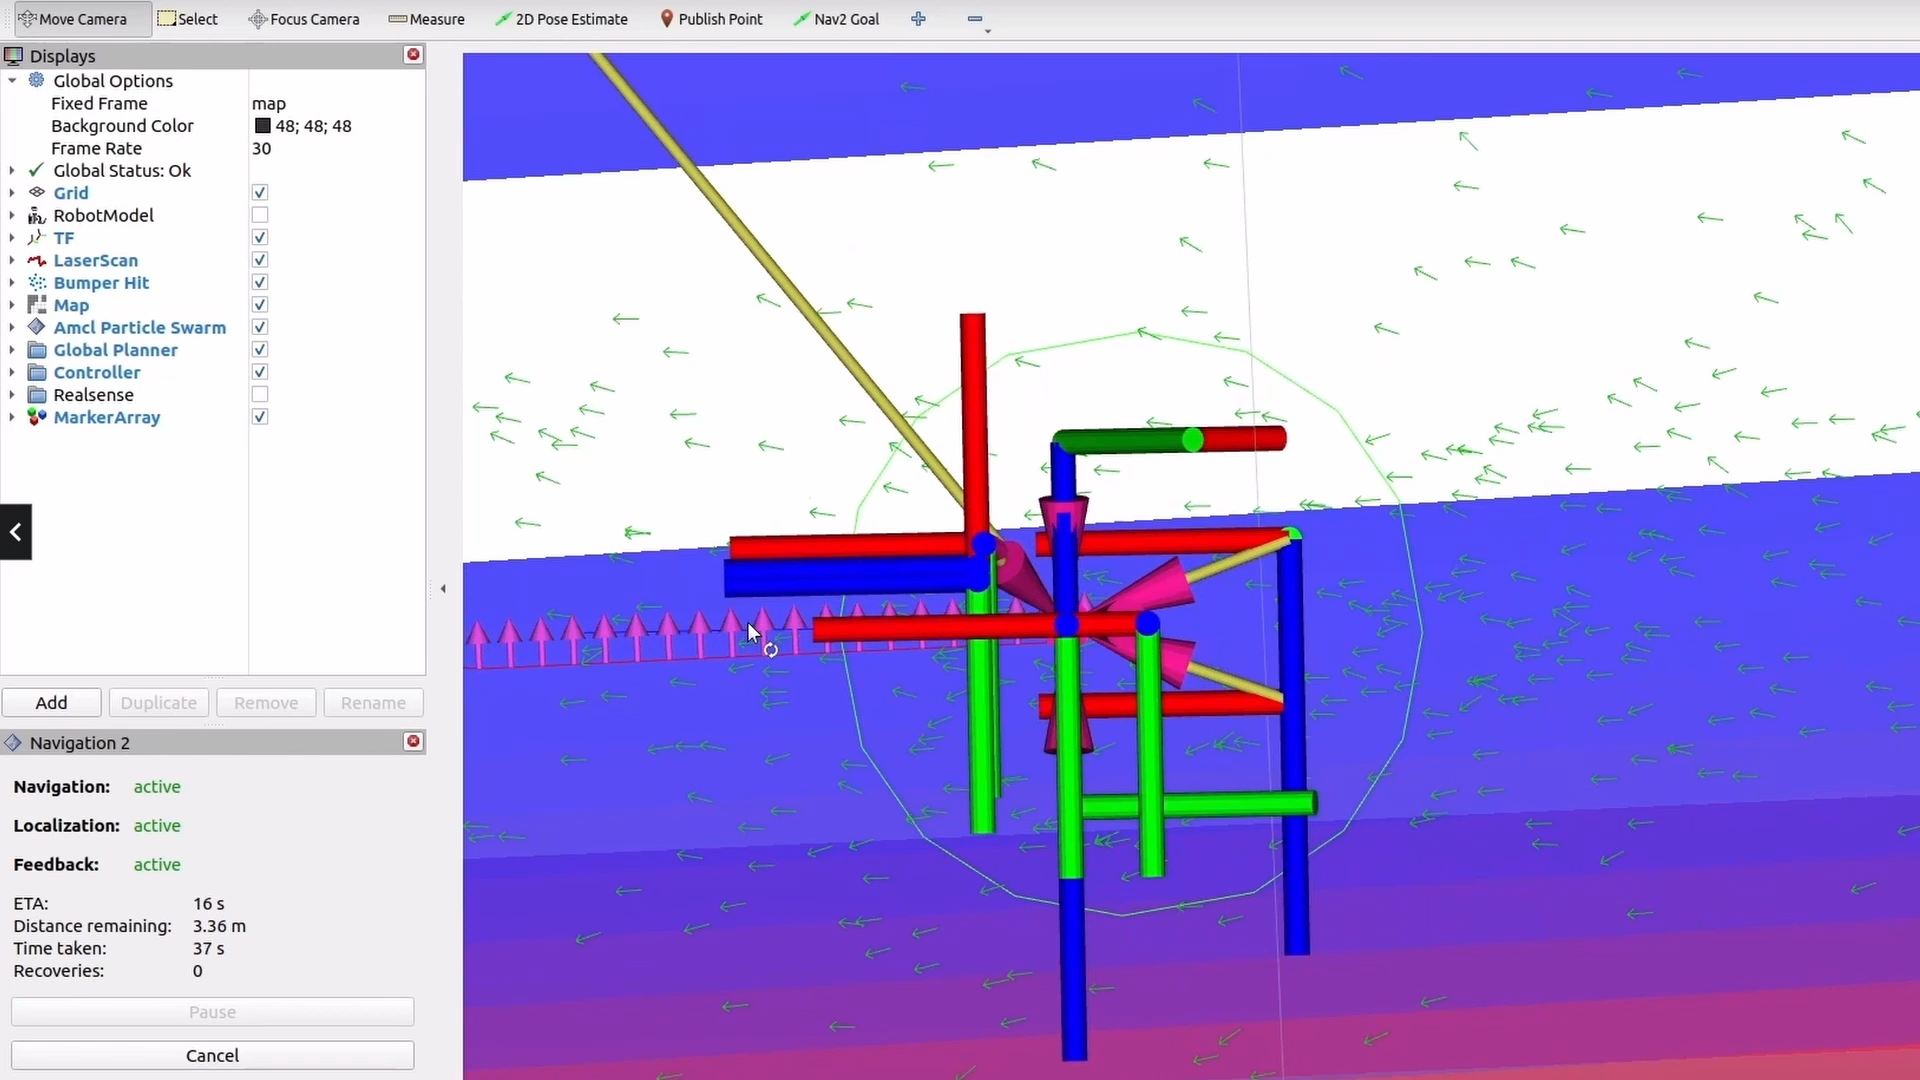 Move Camera Select Focus Camera Measure 2D Pose Estimate Publish Point Nav2 Goal
Displays
Global Options
Fixed Frame map
Background Color 48; 48; 48
Frame Rate 30
Global Status: Ok
Grid
RobotModel
TF
LaserScan
Bumper Hit
Map
Amcl Particle Swarm
Global Planner
Controller
Realsense
MarkerArray
Add Duplicate Remove Rename
Navigation 2
Navigation: active
Localization: active
Feedback: active
ETA: 16 s
Distance remaining: 3.36 m
Time taken: 37 s
Recoveries: 0
Pause
Cancel